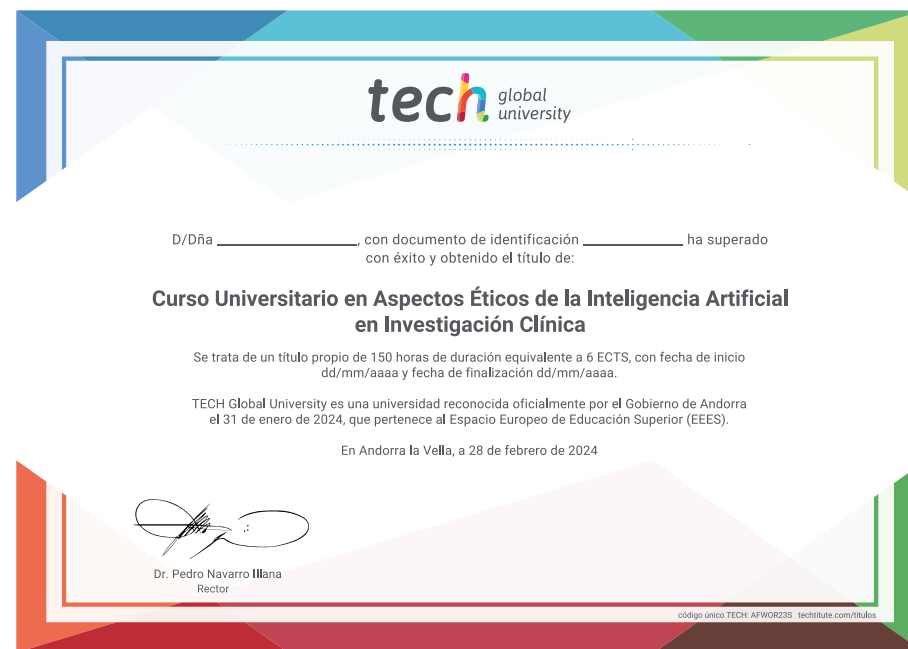 tech global university
D/Dña ____________, con documento de identificación ____________ ha superado
con éxito y obtenido el título de:
Curso Universitario en Aspectos Éticos de la Inteligencia Artificial
en Investigación Clínica
Se trata de un título propio de 150 horas de duración equivalente a 6 ECTS, con fecha de inicio
dd/mm/aaaa y fecha de finalización dd/mm/aaaa.
TECH Global University es una universidad reconocida oficialmente por el Gobierno de Andorra
el 31 de enero de 2024, que pertenece al Espacio Europeo de Educación Superior (EEES).
En Andorra la Vella, a 28 de febrero de 2024
Dr. Pedro Navarro Illana
Rector
código único TECH: AFWOR23S techtitute.com/titulos